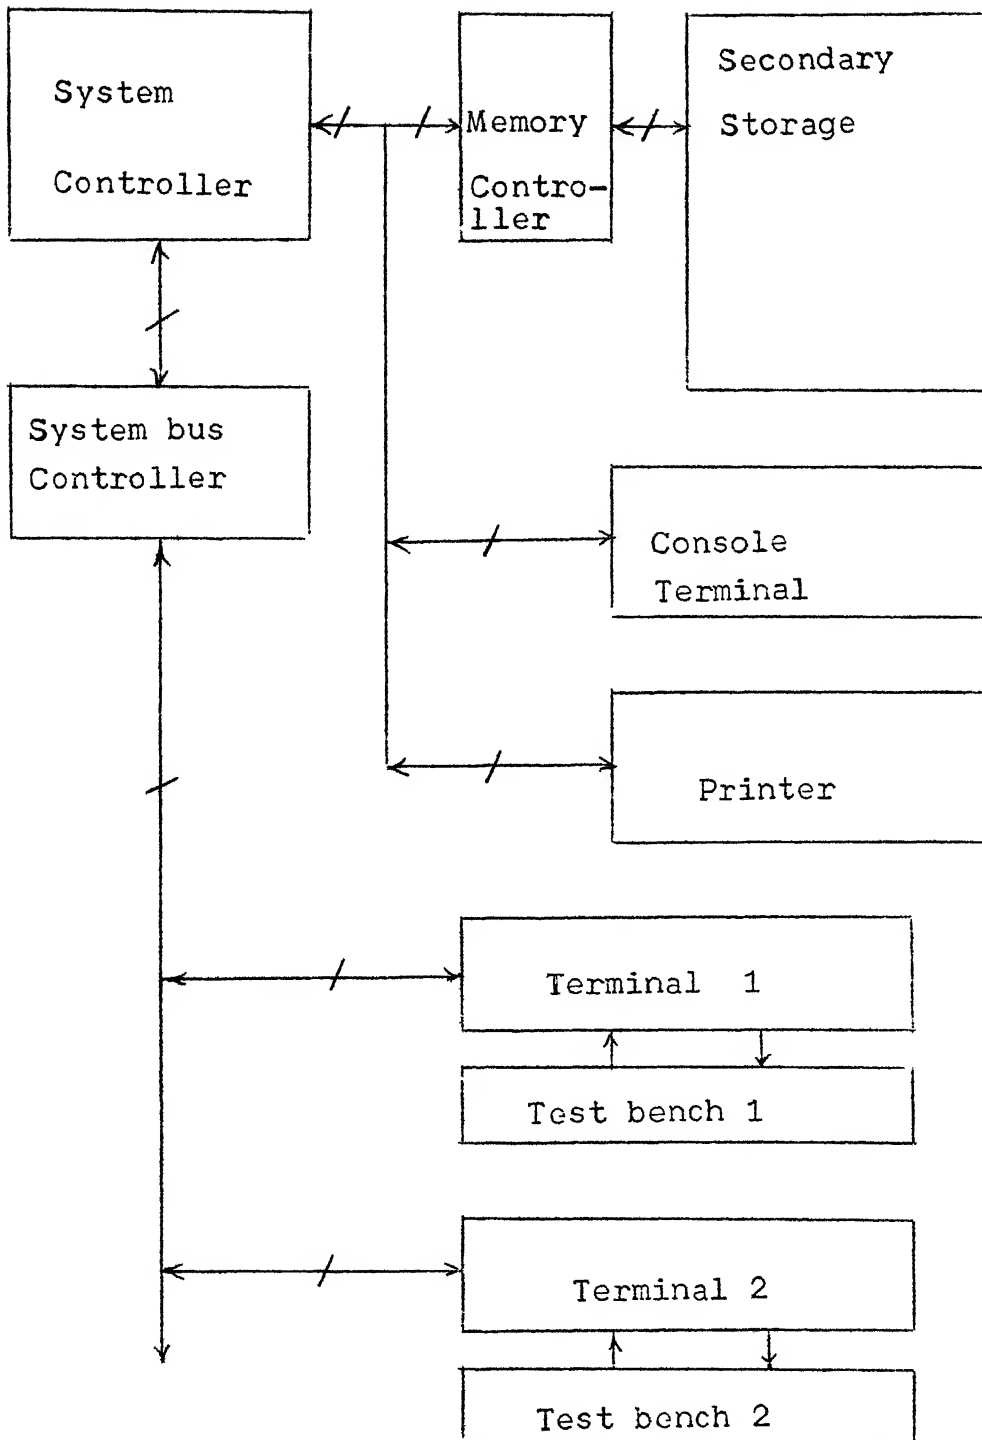 System
Controller
Memory
Contro-
ller
Secondary
Storage
System bus
Controller
Console
Terminal
Printer
Terminal 1
Test bench 1
Terminal 2
Test bench 2